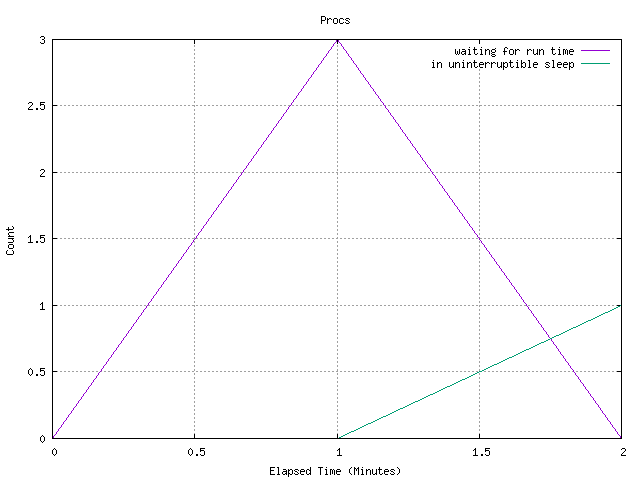 Procs
waiting for run time
in uninterruptible sleep
3
2.5
2
1.5
1
0.5
0
Count
0
0.5
1
1.5
2
Elapsed Time (Minutes)